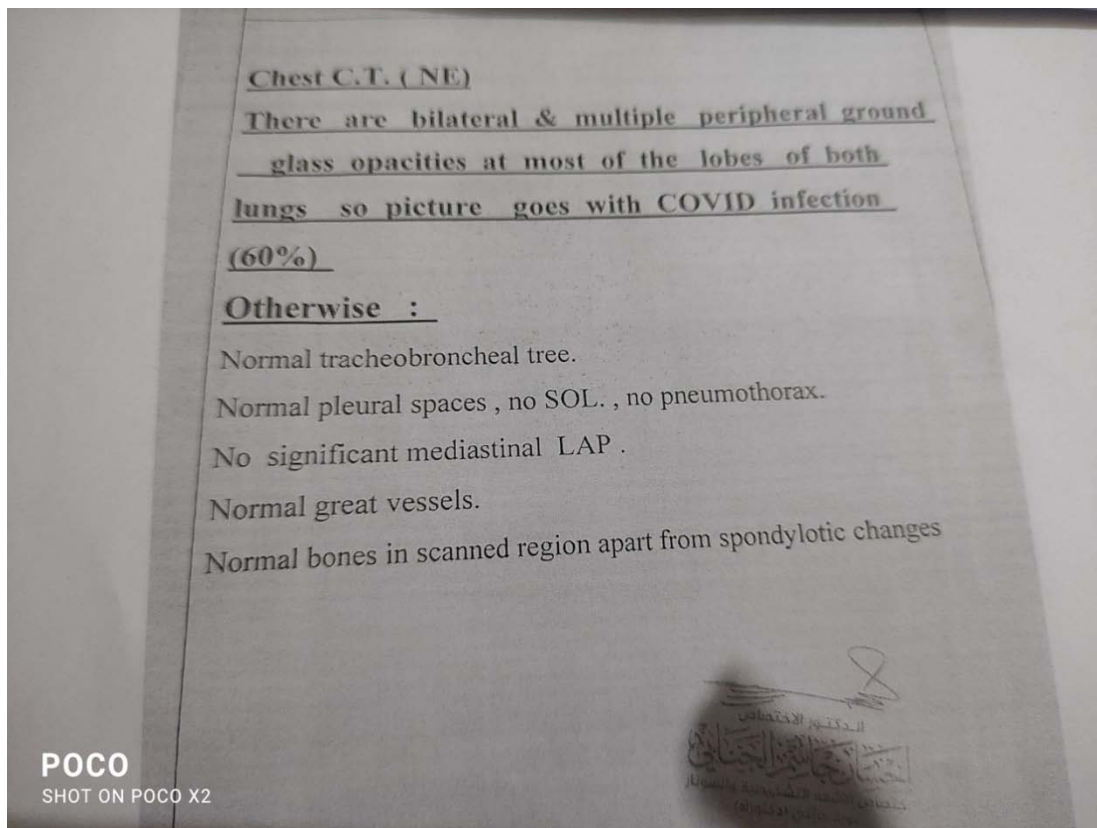 Chest C.T. ( NE)
There are bilateral & multiple peripheral ground
glass opacities at most of the lobes of both
lungs so picture goes with COVID infection
(60%)
Otherwise :
Normal tracheobroncheal tree.
Normal pleural spaces , no SOL. , no pneumothorax.
No significant mediastinal LAP .
Normal great vessels.
Normal bones in scanned region apart from spondylotic changes
الدكتور الاختصاص
POCO
SHOT ON POCO X2